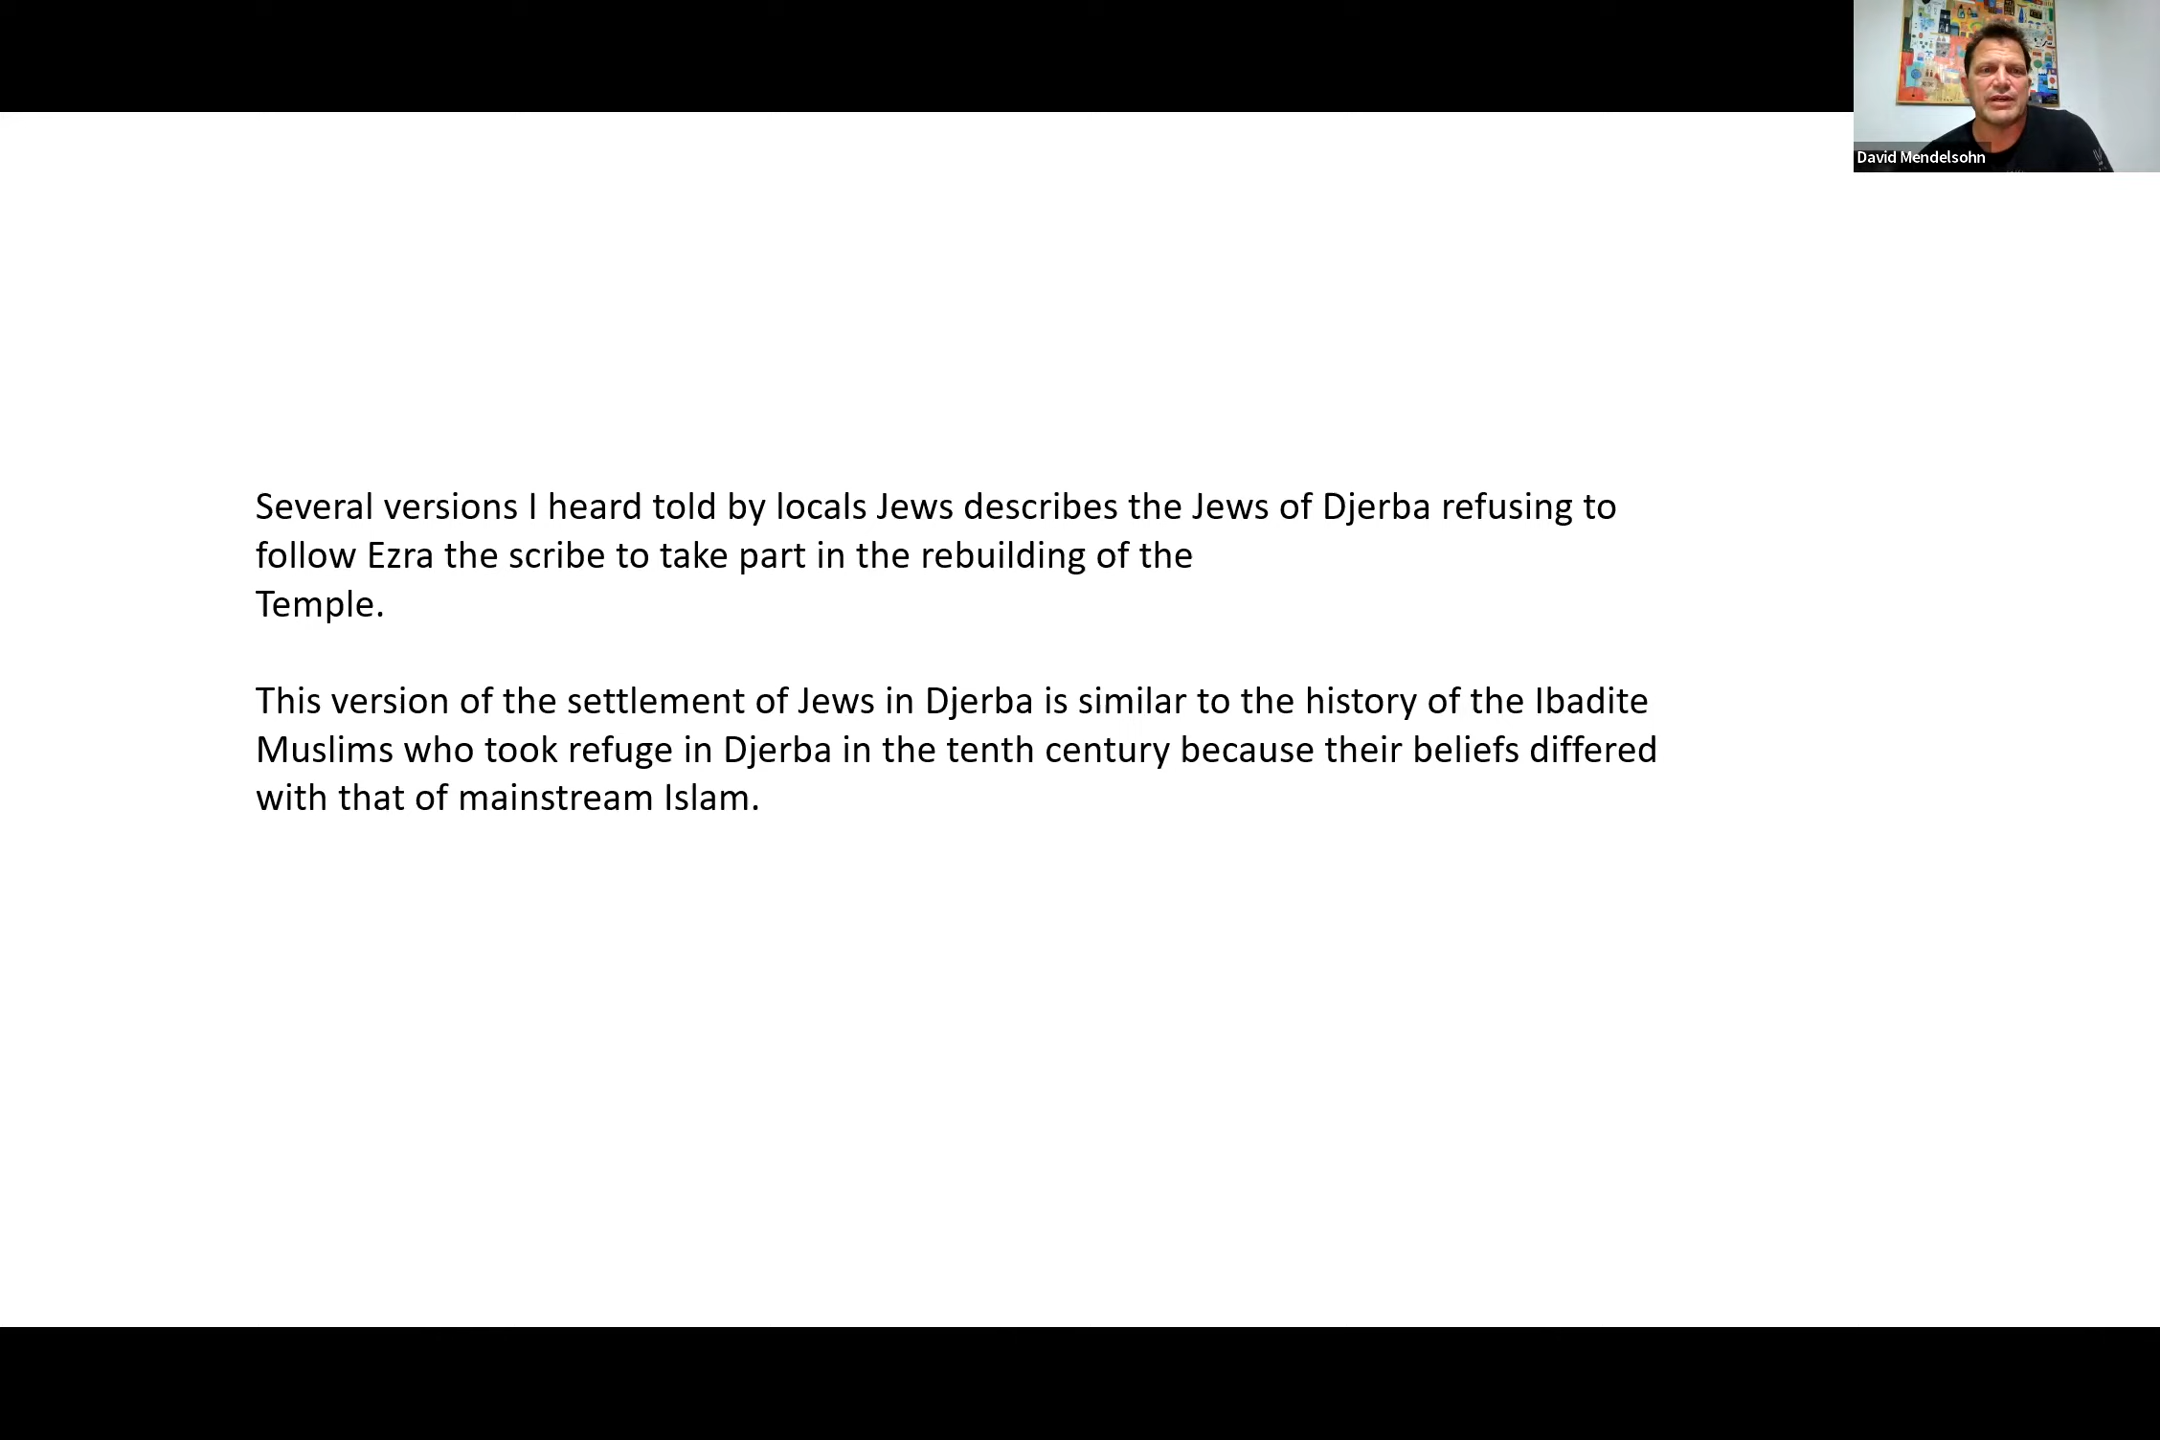 David Mendelsohn
Several versions I heard told by locals Jews describes the Jews of Djerba refusing to
follow Ezra the scribe to take part in the rebuilding of the
Temple.
This version of the settlement of Jews in Djerba is similar to the history of the Ibadite
Muslims who took refuge in Djerba in the tenth century because their beliefs differed
with that of mainstream Islam.